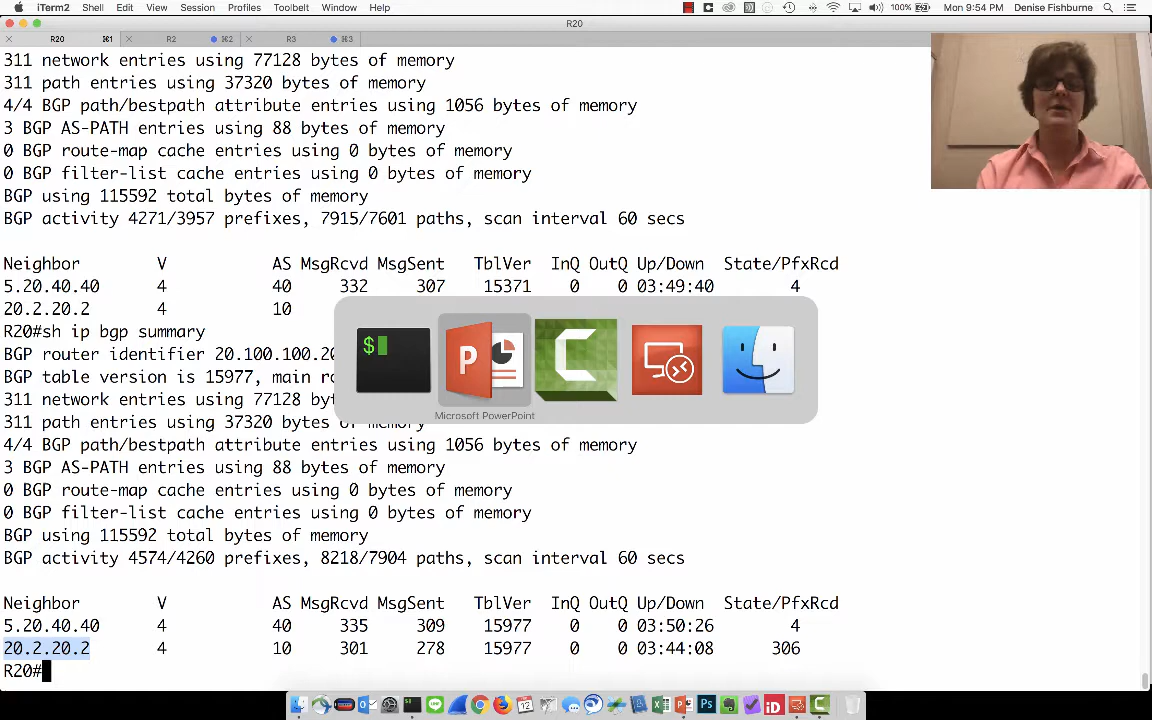 iTerm2 Shell Edit View Session Profiles Toolbelt Window Help 100% Mon 9:54 PM Denise Fishburne
R20
R20 ⌘1 R2 ⌘2 R3 ⌘3
311 network entries using 77128 bytes of memory
311 path entries using 37320 bytes of memory
4/4 BGP path/bestpath attribute entries using 1056 bytes of memory
3 BGP AS-PATH entries using 88 bytes of memory
0 BGP route-map cache entries using 0 bytes of memory
0 BGP filter-list cache entries using 0 bytes of memory
BGP using 115592 total bytes of memory
BGP activity 4271/3957 prefixes, 7915/7601 paths, scan interval 60 secs
Neighbor V AS MsgRcvd MsgSent TblVer InQ OutQ Up/Down State/PfxRcd
5.20.40.40 4 40 332 307 15371 0 0 03:49:40 4
20.2.20.2 4 10
R20#sh ip bgp summary
BGP router identifier 20.100.100.20
BGP table version is 15977, main ro
311 network entries using 77128 byt
311 path entries using 37320 bytes
4/4 BGP path/bestpath attribute entries using 1056 bytes of memory
3 BGP AS-PATH entries using 88 bytes of memory
0 BGP route-map cache entries using 0 bytes of memory
0 BGP filter-list cache entries using 0 bytes of memory
BGP using 115592 total bytes of memory
BGP activity 4574/4260 prefixes, 8218/7904 paths, scan interval 60 secs
Neighbor V AS MsgRcvd MsgSent TblVer InQ OutQ Up/Down State/PfxRcd
5.20.40.40 4 40 335 309 15977 0 0 03:50:26 4
20.2.20.2 4 10 301 278 15977 0 0 03:44:08 306
R20#
$
P
C
Microsoft PowerPoint